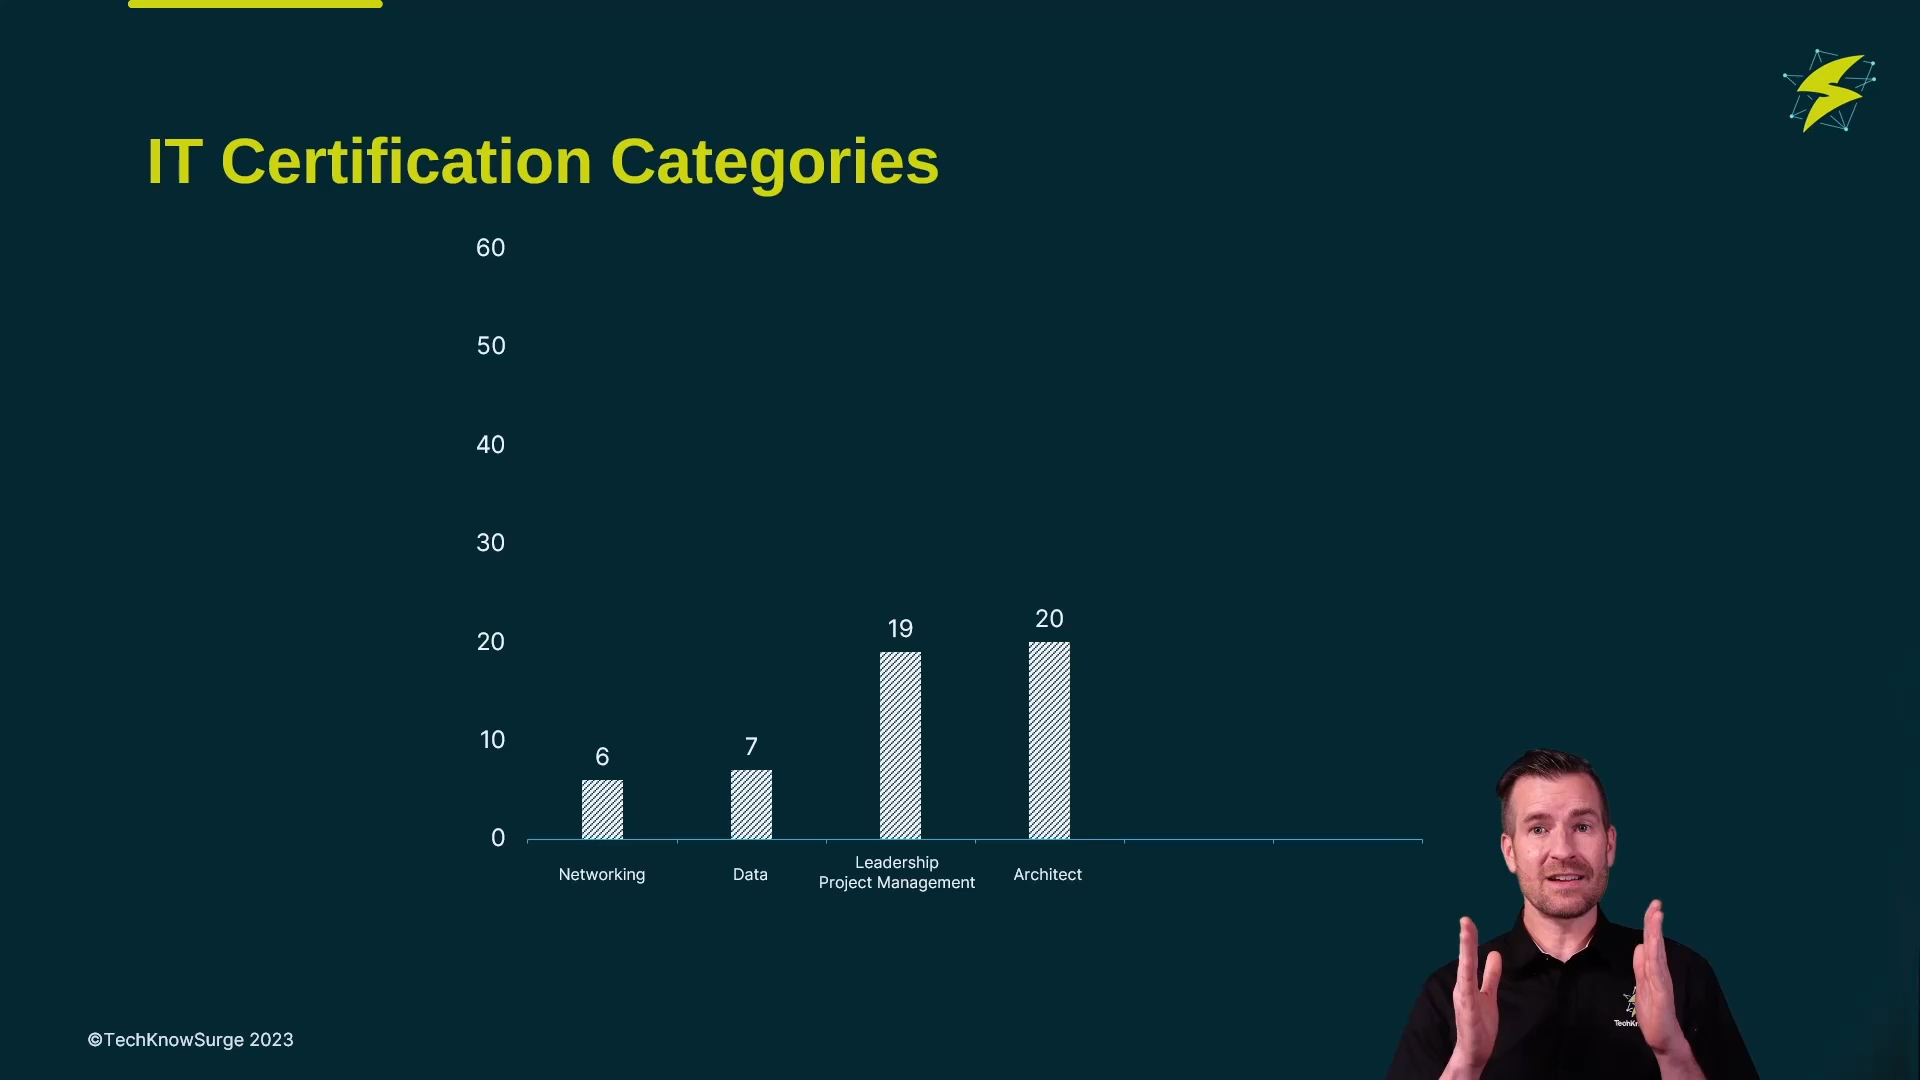 IT Certification Categories
60
50
40
30
20
10
0
6
7
19
20
Networking
Data
Leadership
Project Management
Architect
©TechKnowSurge 2023